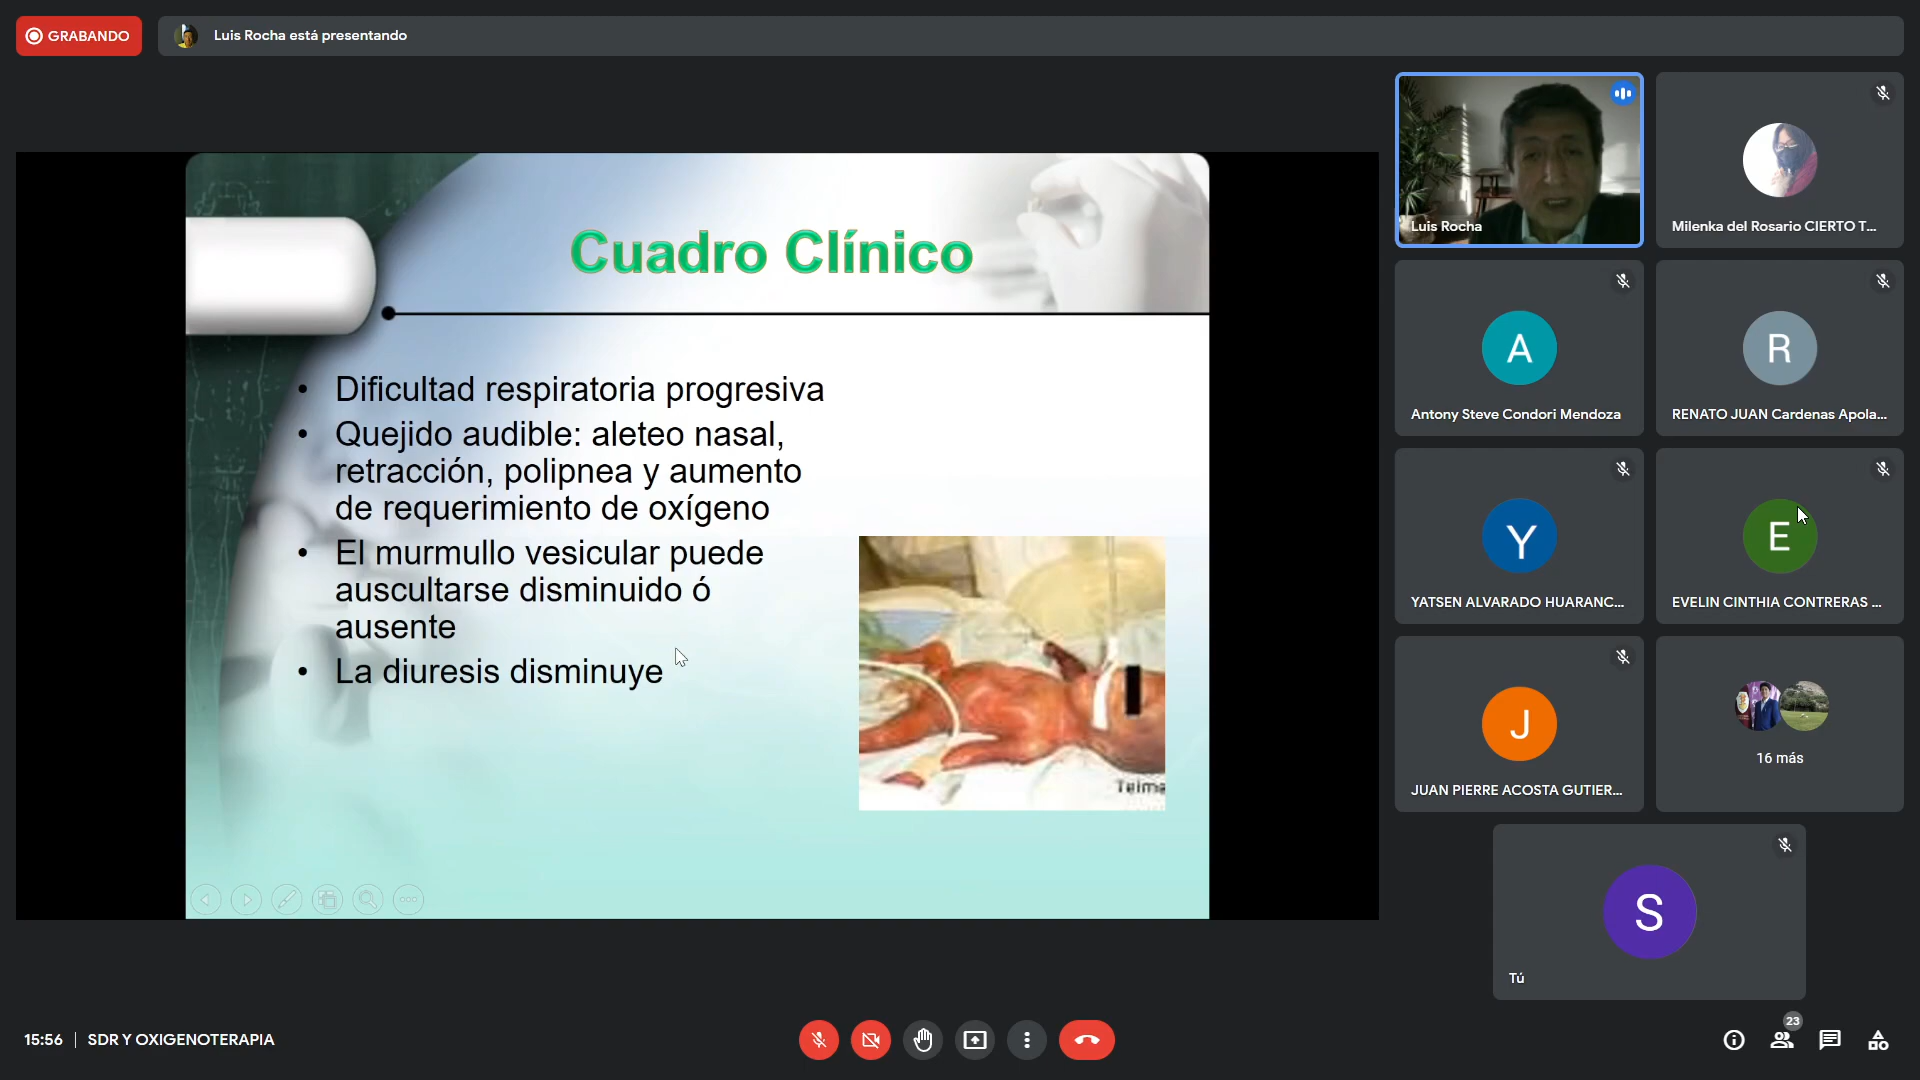 GRABANDO
Luis Rocha está presentando
Cuadro Clínico
• Dificultad respiratoria progresiva
• Quejido audible: aleteo nasal,
retracción, polipnea y aumento
de requerimiento de oxígeno
• El murmullo vesicular puede
auscultarse disminuido ó
ausente
• La diuresis disminuye
Telma
Luis Rocha
Milenka del Rosario CIERTO T...
A
Antony Steve Condori Mendoza
R
RENATO JUAN Cardenas Apola...
Y
YATSEN ALVARADO HUARANC...
E
EVELIN CINTHIA CONTRERAS ...
J
JUAN PIERRE ACOSTA GUTIER...
16 más
S
Tú
15:56 | SDR Y OXIGENOTERAPIA
23